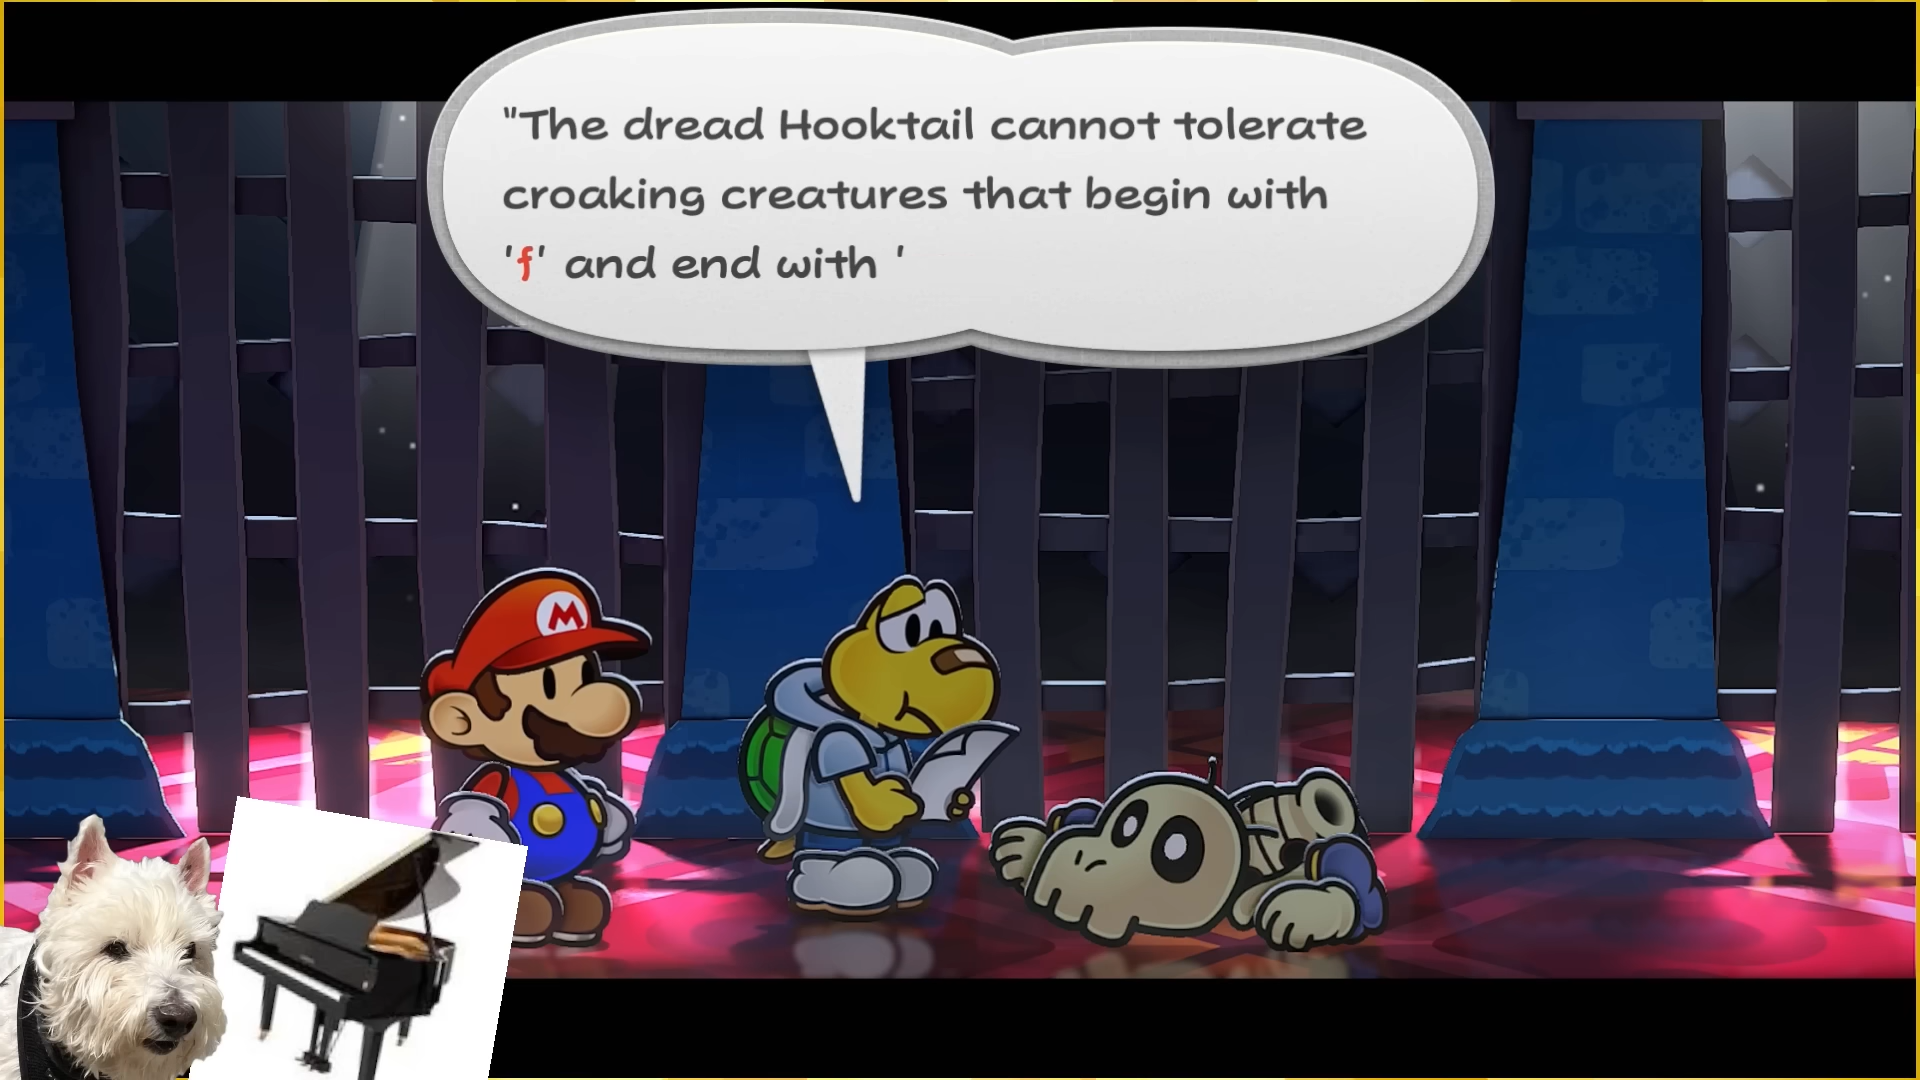 "The dread Hooktail cannot tolerate
croaking creatures that begin with
'f' and end with '
M